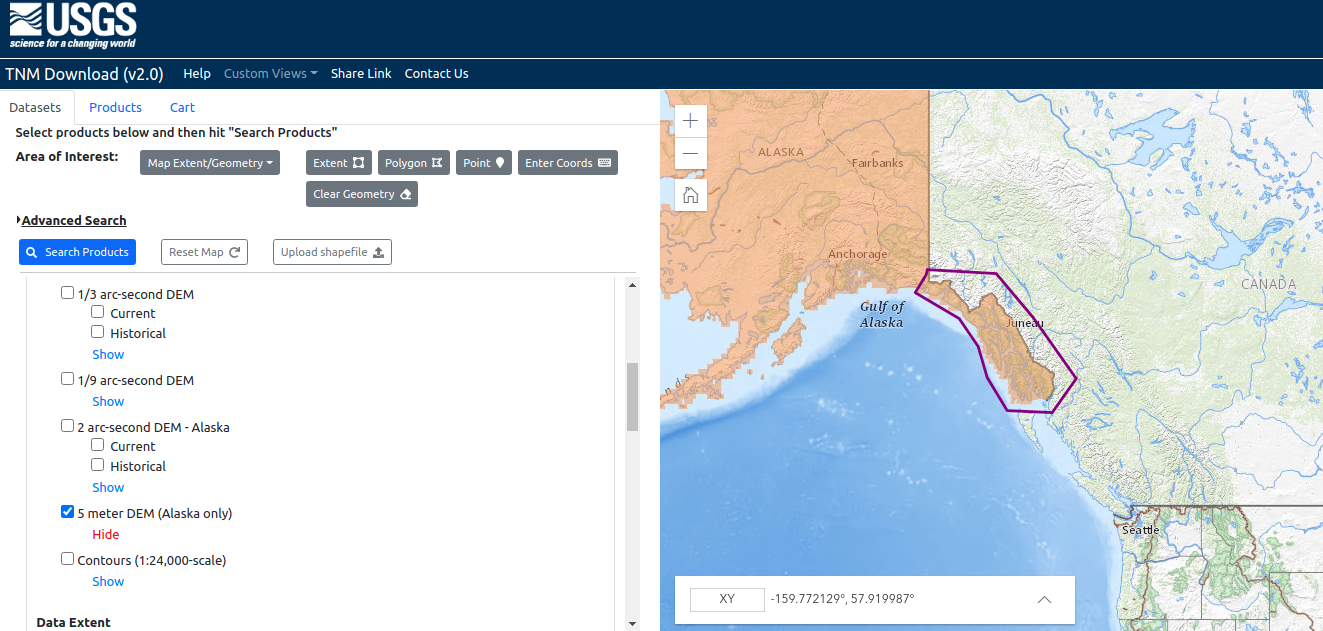 USGS
science for a changing world
TNM Download (v2.0) Help Custom Views Share Link Contact Us
Datasets Products Cart
Select products below and then hit "Search Products"
Area of Interest: Map Extent/Geometry Extent Polygon Point Enter Coords
Clear Geometry
Advanced Search
Search Products Reset Map Upload shapefile
1/3 arc-second DEM
Current
Historical
Show
1/9 arc-second DEM
Show
2 arc-second DEM - Alaska
Current
Historical
Show
5 meter DEM (Alaska only)
Hide
Contours (1:24,000-scale)
Show
Data Extent
ALASKA
Fairbanks
Anchorage
Gulf of
Alaska
Juneau
CANADA
Seattle
XY -159.772129°, 57.919987°